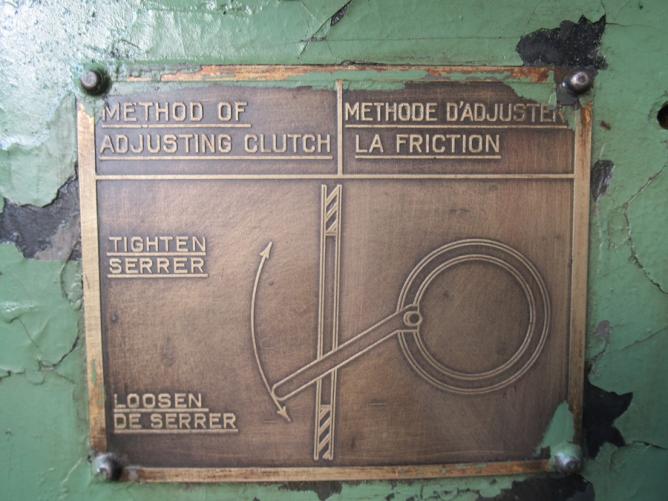 METHOD OF
ADJUSTING CLUTCH
METHODE D'ADJUSTER
LA FRICTION
TIGHTEN
SERRER
LOOSEN
DE SERRER